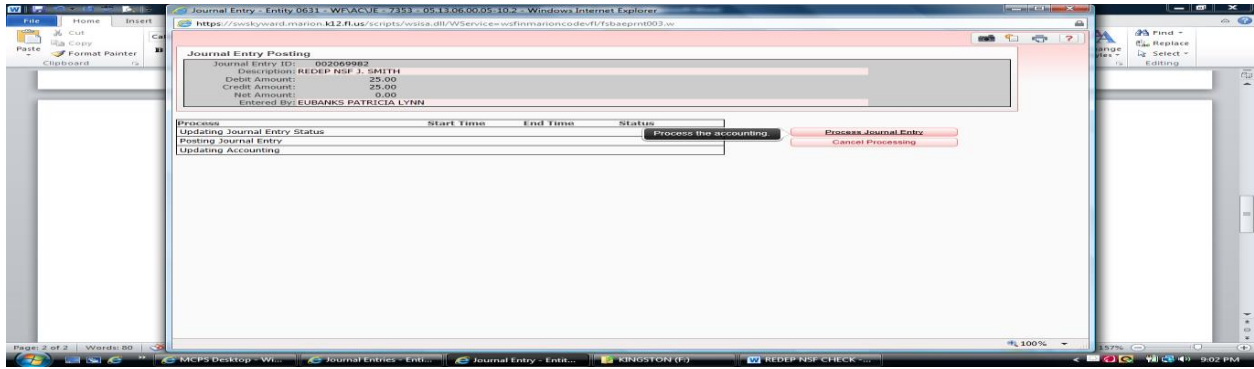 Journal Entry - Entity 0631 - WF\AC\JE - 7353 - 05.13.06.00.05-10.2 - Windows Internet Explorer
File Home Insert
https://swskyward.marion.k12.fl.us/scripts/wsisa.dll/WService=wsfinmarioncodevfl/fsbaeprnt003.w
Cut
Copy
Format Painter
Paste
Clipboard
Find
Replace
Select
Editing
Journal Entry Posting
Journal Entry ID: 002069982
Description: REDEP NSF J. SMITH
Debit Amount: 25.00
Credit Amount: 25.00
Net Amount: 0.00
Entered By: EUBANKS PATRICIA LYNN
Process Start Time End Time Status
Updating Journal Entry Status
Posting Journal Entry
Updating Accounting
Process the accounting.
Process Journal Entry
Cancel Processing
100%
Page: 2 of 2 Words: 80
157%
MCPS Desktop - Wi... Journal Entries - Enti... Journal Entry - Entit... KINGSTON (F:) REDEP NSF CHECK -... 9:02 PM